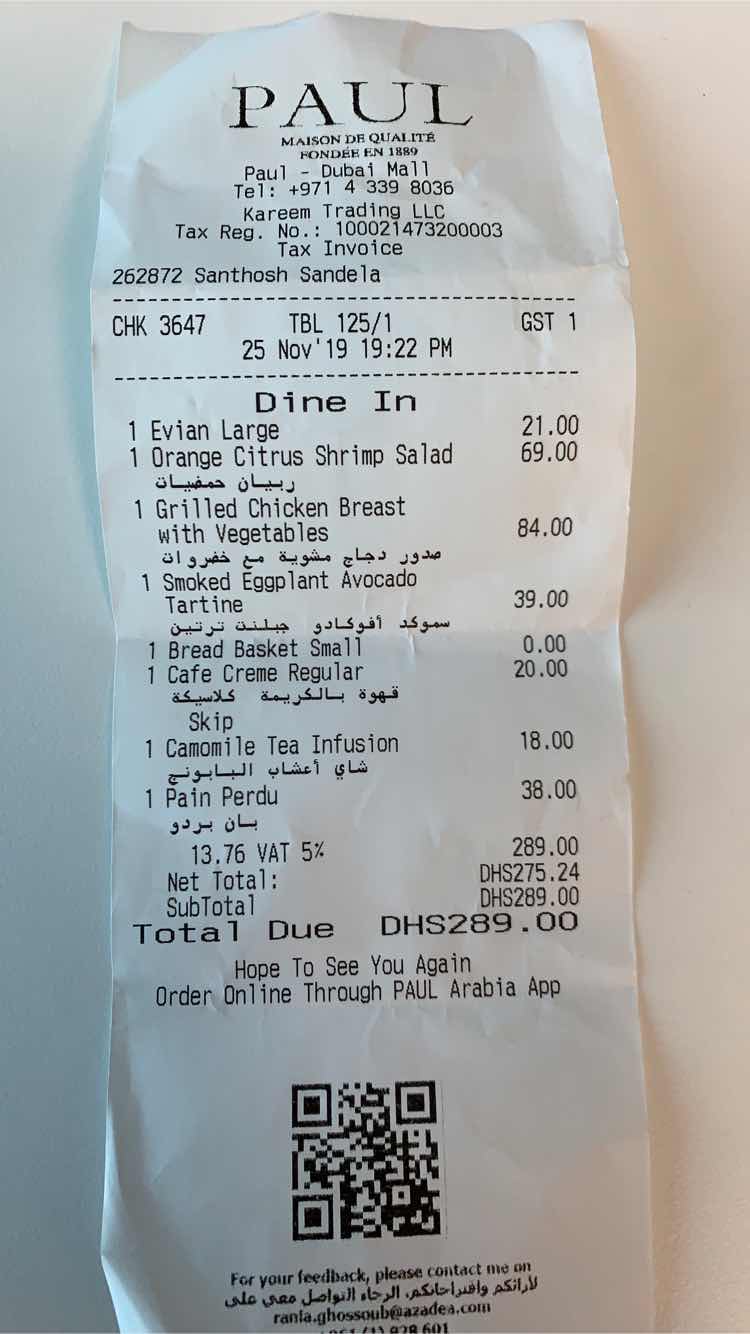 PAUL
MAISON DE QUALITÉ
FONDÉE EN 1889
Paul - Dubai Mall
Tel: +971 4 339 8036
Kareem Trading LLC
Tax Reg. No.: 100021473200003
Tax Invoice
262872 Santhosh Sandela
CHK 3647 TBL 125/1 GST 1
25 Nov'19 19:22 PM
Dine In
1 Evian Large 21.00
1 Orange Citrus Shrimp Salad 69.00
ربيان حمضيات
1 Grilled Chicken Breast
with Vegetables 84.00
صدور دجاج مشوية مع خضروات
1 Smoked Eggplant Avocado
Tartine 39.00
سموكد أفوكادو جبلنت ترتين
1 Bread Basket Small 0.00
1 Cafe Creme Regular 20.00
قهوة بالكريمة كلاسيكة
Skip
1 Camomile Tea Infusion 18.00
شاي أعشاب البابونج
1 Pain Perdu 38.00
بان بردو
13.76 VAT 5% 289.00
Net Total: DHS275.24
SubTotal DHS289.00
Total Due DHS289.00
Hope To See You Again
Order Online Through PAUL Arabia App
For your feedback, please contact me on
لآرائكم واقتراحاتكم، الرجاء التواصل معي على
rania.ghossoub@azadea.com
928 601